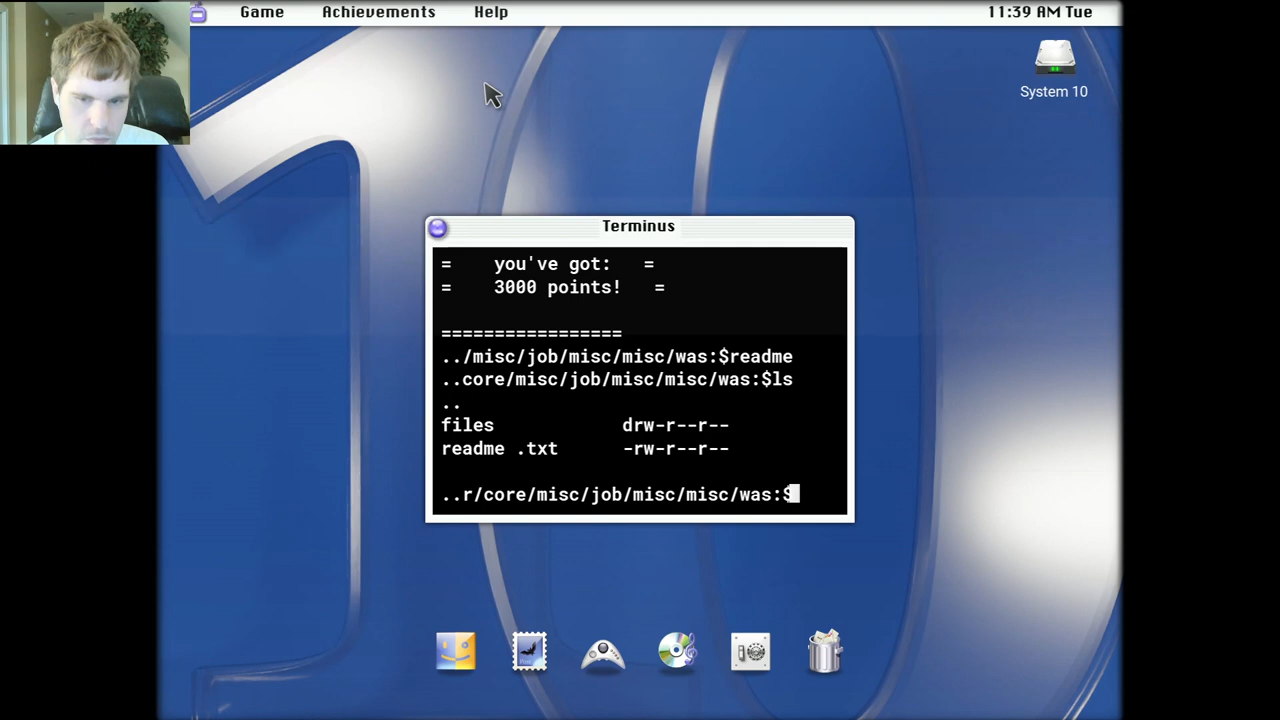 Game Achievements Help 11:39 AM Tue
System 10
Terminus
= you've got: =
= 3000 points! =
=================
../misc/job/misc/misc/was:$readme
..core/misc/job/misc/misc/was:$ls
..
files drw-r--r--
readme .txt -rw-r--r--
..r/core/misc/job/misc/misc/was:$